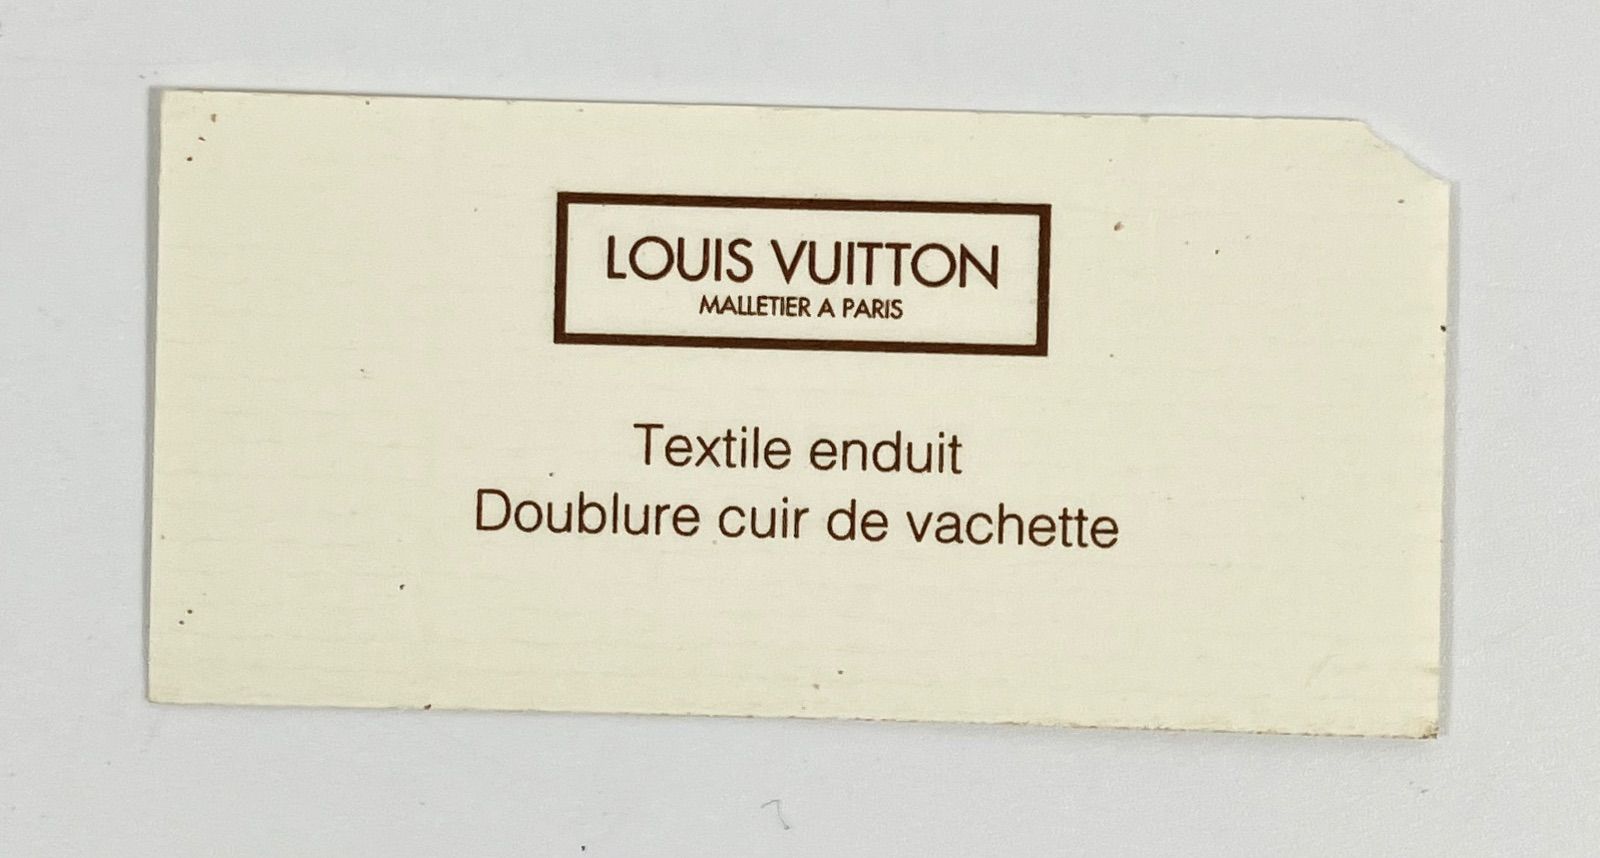 LOUIS VUITTON
MALLETIER A PARIS
Textile enduit
Doublure cuir de vachette